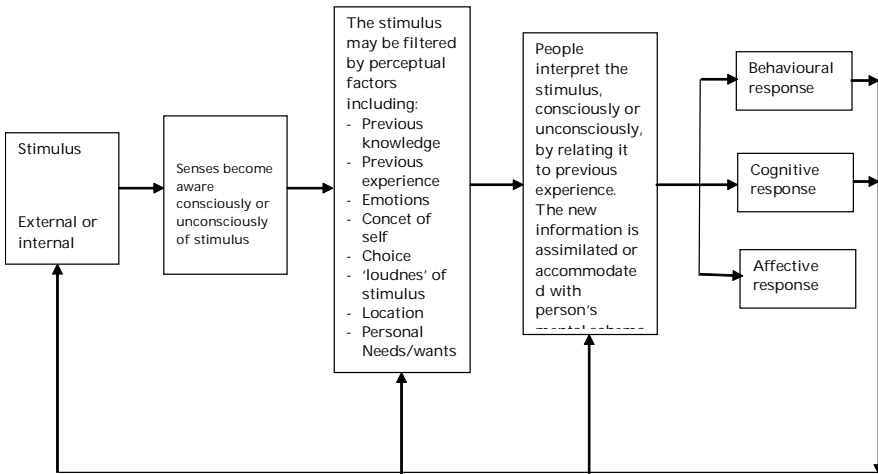 Stimulus
External or
internal
Senses become
aware
consciously or
unconsciously
of stimulus
The stimulus
may be filtered
by perceptual
factors
including:
- Previous
knowledge
- Previous
experience
- Emotions
- Concet of
self
- Choice
- 'loudnes' of
stimulus
- Location
- Personal
Needs/wants
People
interpret the
stimulus,
consciously or
unconsciously,
by relating it
to previous
experience.
The new
information is
assimilated or
accommodate
d with
person's
Behavioural
response
Cognitive
response
Affective
response